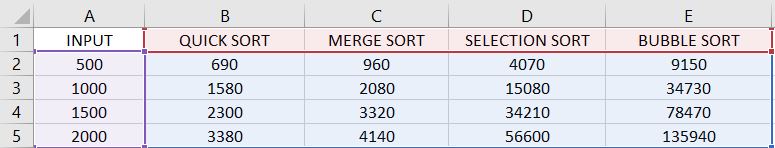 A B C D E
1 INPUT QUICK SORT MERGE SORT SELECTION SORT BUBBLE SORT
2 500 690 960 4070 9150
3 1000 1580 2080 15080 34730
4 1500 2300 3320 34210 78470
5 2000 3380 4140 56600 135940